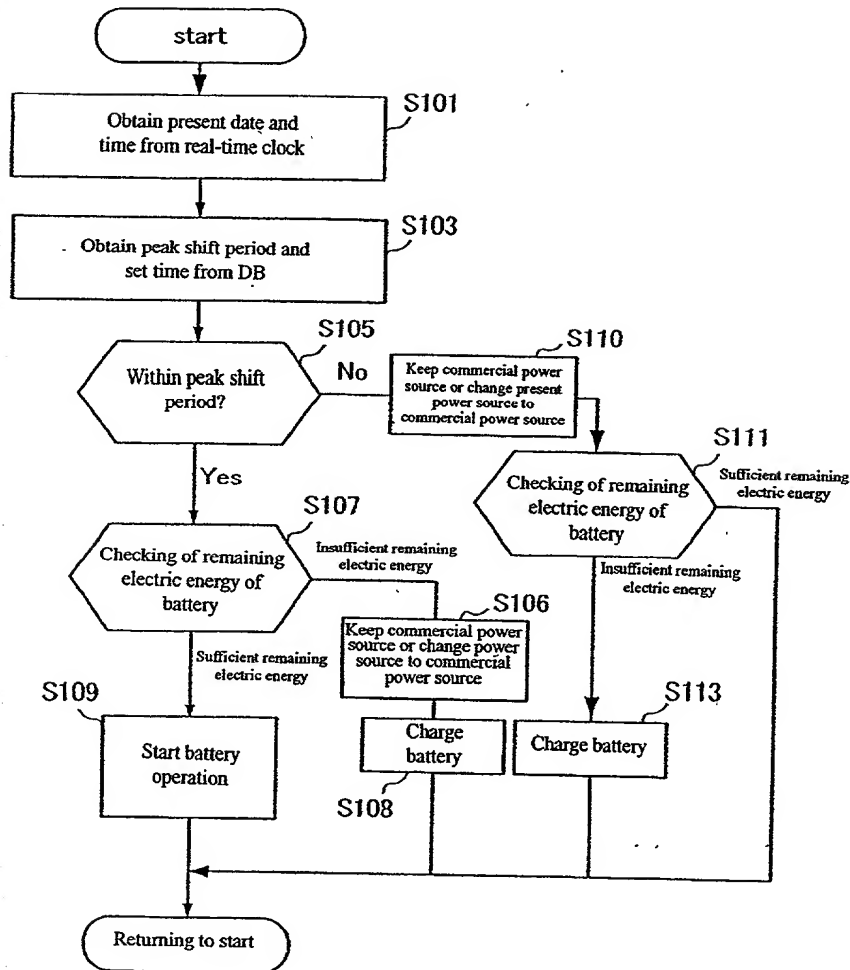 start
S101
Obtain present date and
time from real-time clock
S103
Obtain peak shift period and
set time from DB
S105
Within peak shift
period?
No
S110
Keep commercial power
source or change present
power source to
commercial power source
Yes
S111
Checking of remaining
electric energy of
battery
Sufficient remaining
electric energy
Insufficient remaining
electric energy
S107
Checking of remaining
electric energy of
battery
Insufficient remaining
electric energy
S106
Keep commercial power
source or change power
source to commercial
power source
Sufficient remaining
electric energy
S109
Start battery
operation
Charge
battery
S108
S113
Charge battery
Returning to start